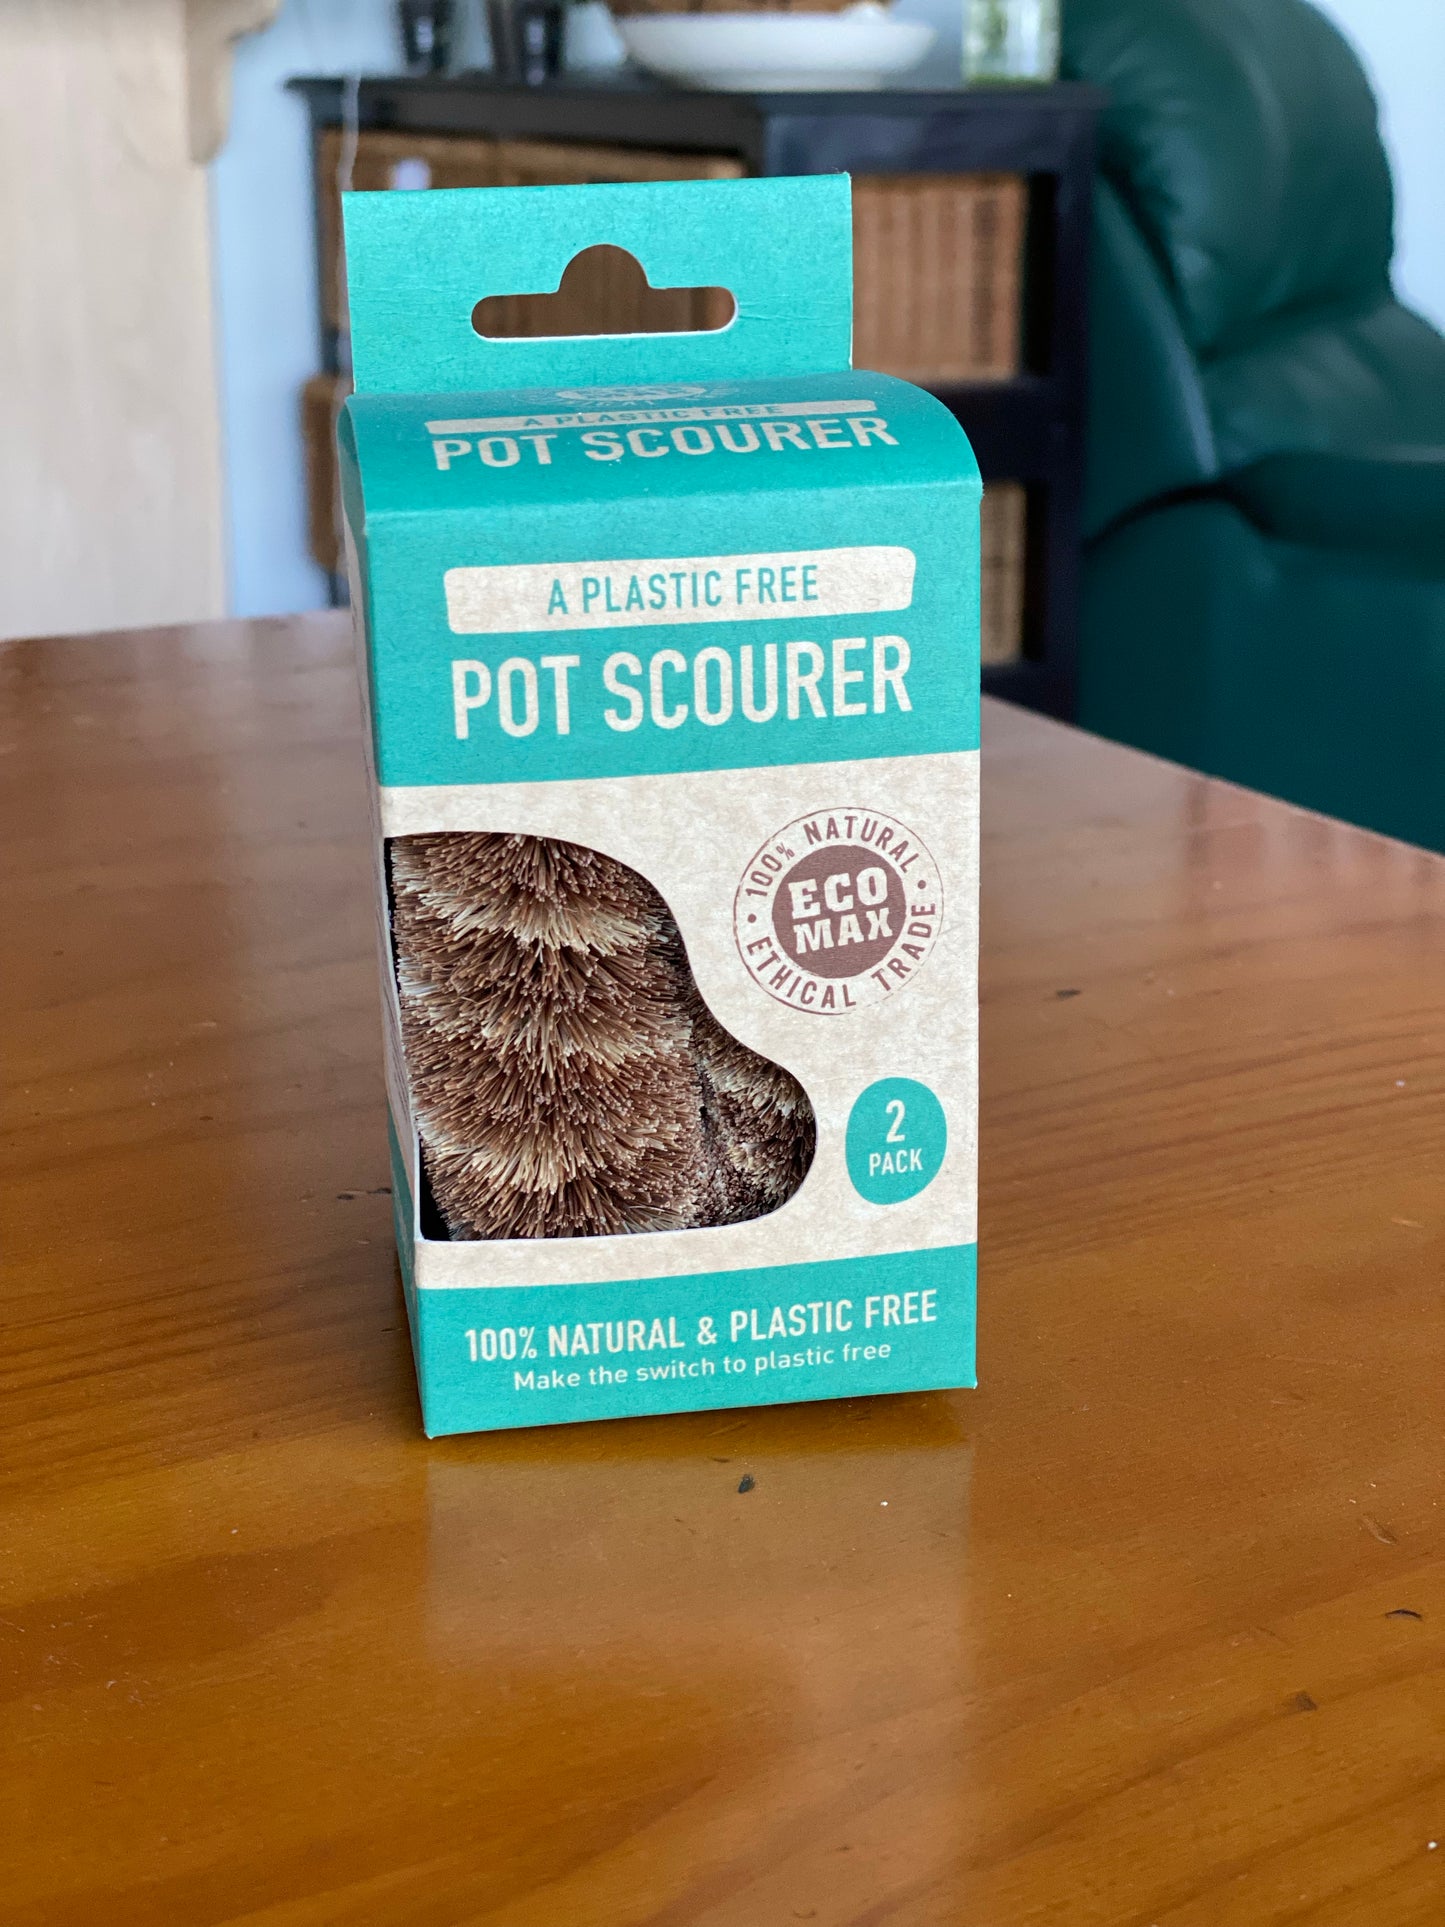 A PLASTIC FREE
POT SCOURER
A PLASTIC FREE
POT SCOURER
100% NATURAL
ECO
MAX
ETHICAL TRADE
2
PACK
100% NATURAL & PLASTIC FREE
Make the switch to plastic free